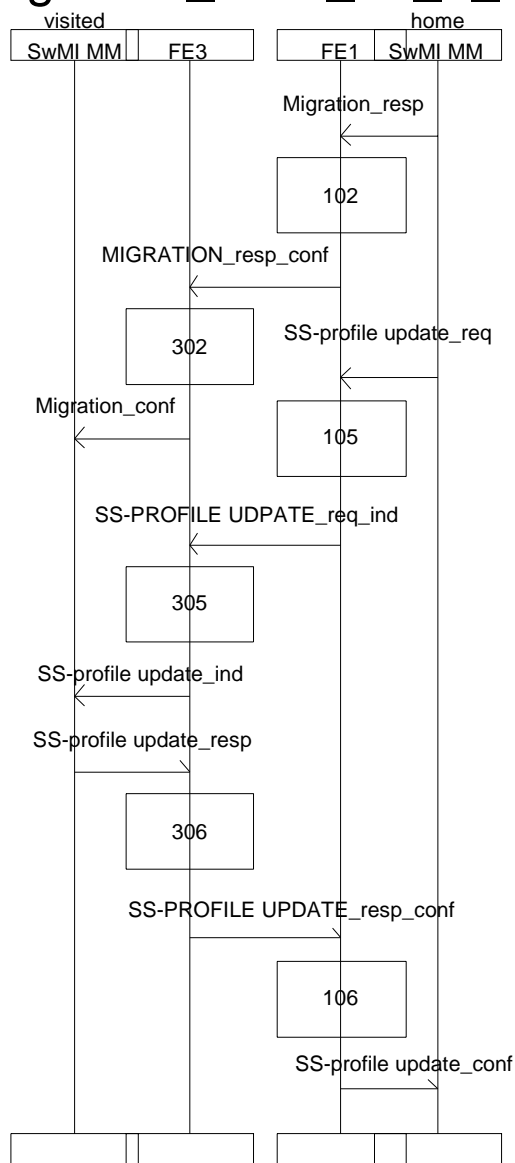 visited
home
SwMI MM
FE3
FE1
SwMI MM
Migration_resp
102
MIGRATION_resp_conf
302
SS-profile update_req
Migration_conf
105
SS-PROFILE UDPATE_req_ind
305
SS-profile update_ind
SS-profile update_resp
306
SS-PROFILE UPDATE_resp_conf
106
SS-profile update_conf